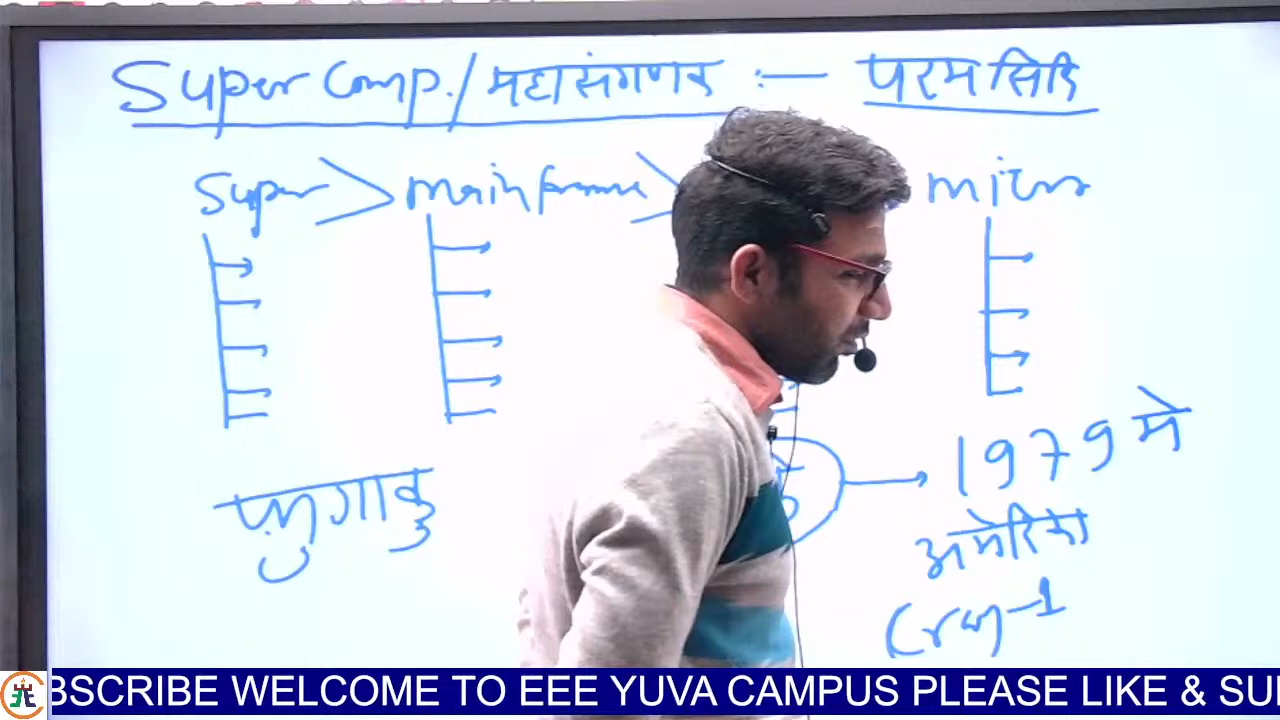 Super Comp./महासंगणक :— परम सिद्धि
Super > mainframe > micro
फुगाकु
1979 में
अमेरिका
Cray-1
BSCRIBE WELCOME TO EEE YUVA CAMPUS PLEASE LIKE & SU